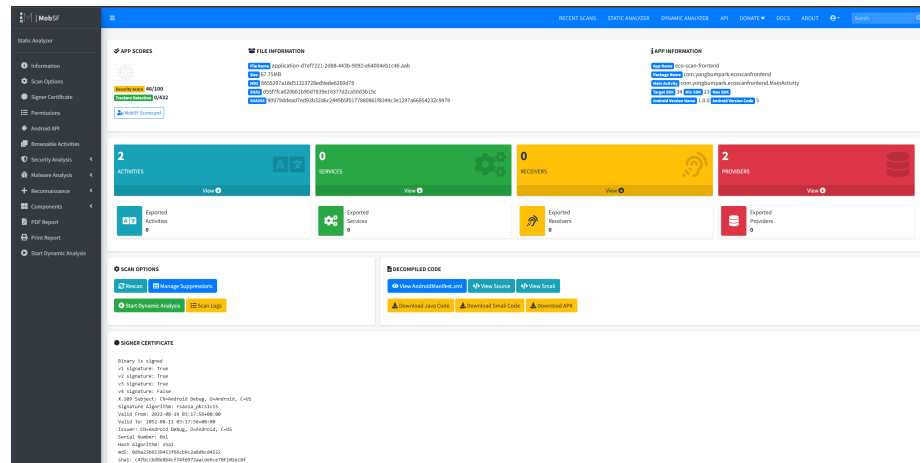 MobSF
RECENT SCANS STATIC ANALYZER DYNAMIC ANALYZER API DONATE ♥ DOCS ABOUT Search
Static Analyzer
Information
Scan Options
Signer Certificate
Permissions
Android API
Browsable Activities
Security Analysis
Malware Analysis
Reconnaissance
Components
PDF Report
Print Report
Start Dynamic Analysis
APP SCORES
Security Score 46/100
Trackers Detection 0/432
MobSF Scorecard
FILE INFORMATION
File Name application-d7ef7221-2d88-443b-9092-e64004eb1c46.aab
Size 67.75MB
MD5 6655297a16d51313728ed9ede6280d78
SHA1
SHA256
APP INFORMATION
App Name eco-scan-frontend
Package Name com.yongbumpark.ecoscanfrontend
Main Activity com.yongbumpark.ecoscanfrontend.MainActivity
Target SDK 34 Min SDK 23 Max SDK
Android Version Name 1.0.0 Android Version Code 5
2
ACTIVITIES
View
0
SERVICES
View
0
RECEIVERS
View
2
PROVIDERS
View
Exported
Activities
0
Exported
Services
0
Exported
Receivers
0
Exported
Providers
0
SCAN OPTIONS
Rescan Manage Suppressions
Start Dynamic Analysis Scan Logs
DECOMPILED CODE
View AndroidManifest.xml View Source View Smali
Download Java Code Download Smali Code Download APK
SIGNER CERTIFICATE
Binary is signed
v1 signature: True
v2 signature: True
v3 signature: True
v4 signature: False
X.509 Subject: CN=Android Debug, O=Android, C=US
Signature Algorithm: rsassa_pkcs1v15
Valid From: 2022-08-19 03:17:56+00:00
Valid To: 2052-08-11 03:17:56+00:00
Issuer: CN=Android Debug, O=Android, C=US
Serial Number: 0x1
Hash Algorithm: sha1
md5:
sha1: